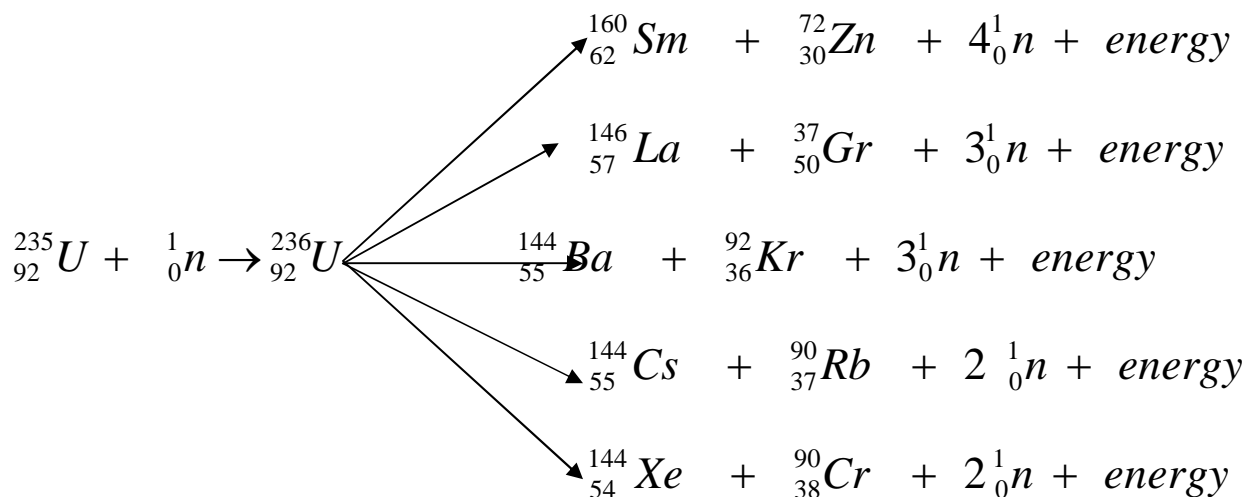 ¹⁶⁰₆₂Sm + ⁷²₃₀Zn + 4¹₀n + energy
¹⁴⁶₅₇La + ³⁷₅₀Gr + 3¹₀n + energy
²³⁵₉₂U + ¹₀n → ²³⁶₉₂U ¹⁴⁴₅₅Ba + ⁹²₃₆Kr + 3¹₀n + energy
¹⁴⁴₅₅Cs + ⁹⁰₃₇Rb + 2 ¹₀n + energy
¹⁴⁴₅₄Xe + ⁹⁰₃₈Cr + 2¹₀n + energy